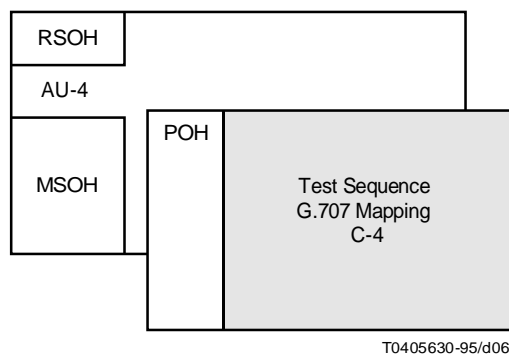 RSOH
AU-4
MSOH
POH
Test Sequence
G.707 Mapping
C-4
T0405630-95/d06